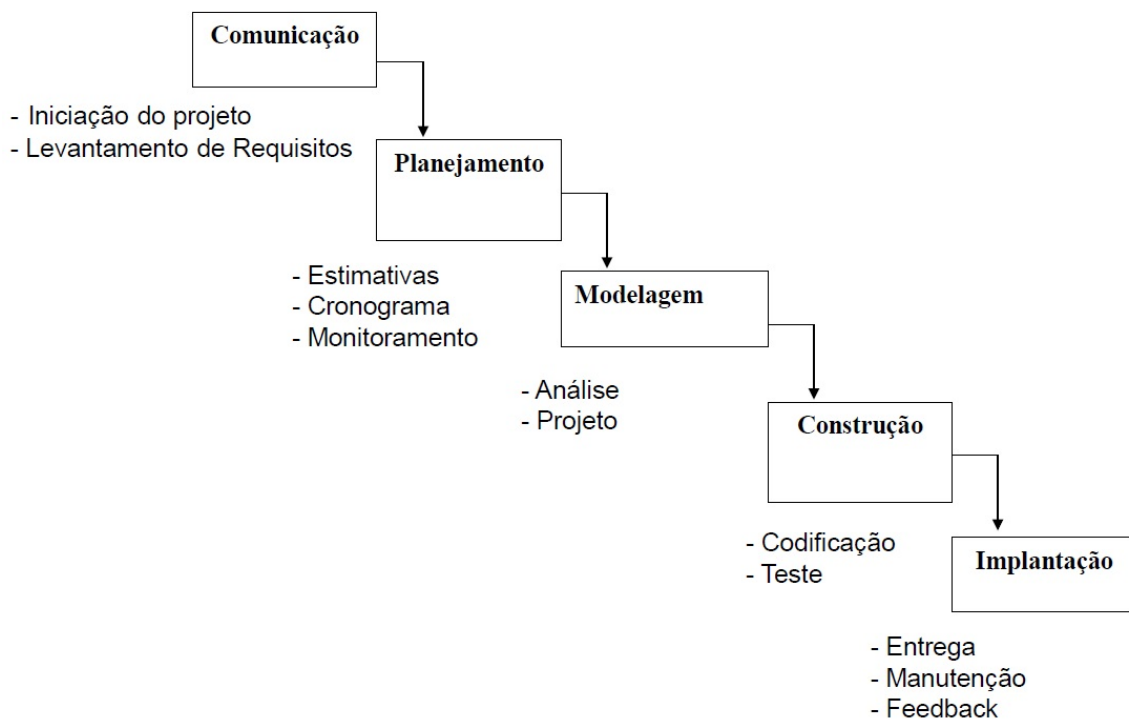 Comunicação
- Iniciação do projeto
- Levantamento de Requisitos
Planejamento
- Estimativas
- Cronograma
- Monitoramento
Modelagem
- Análise
- Projeto
Construção
- Codificação
- Teste
Implantação
- Entrega
- Manutenção
- Feedback